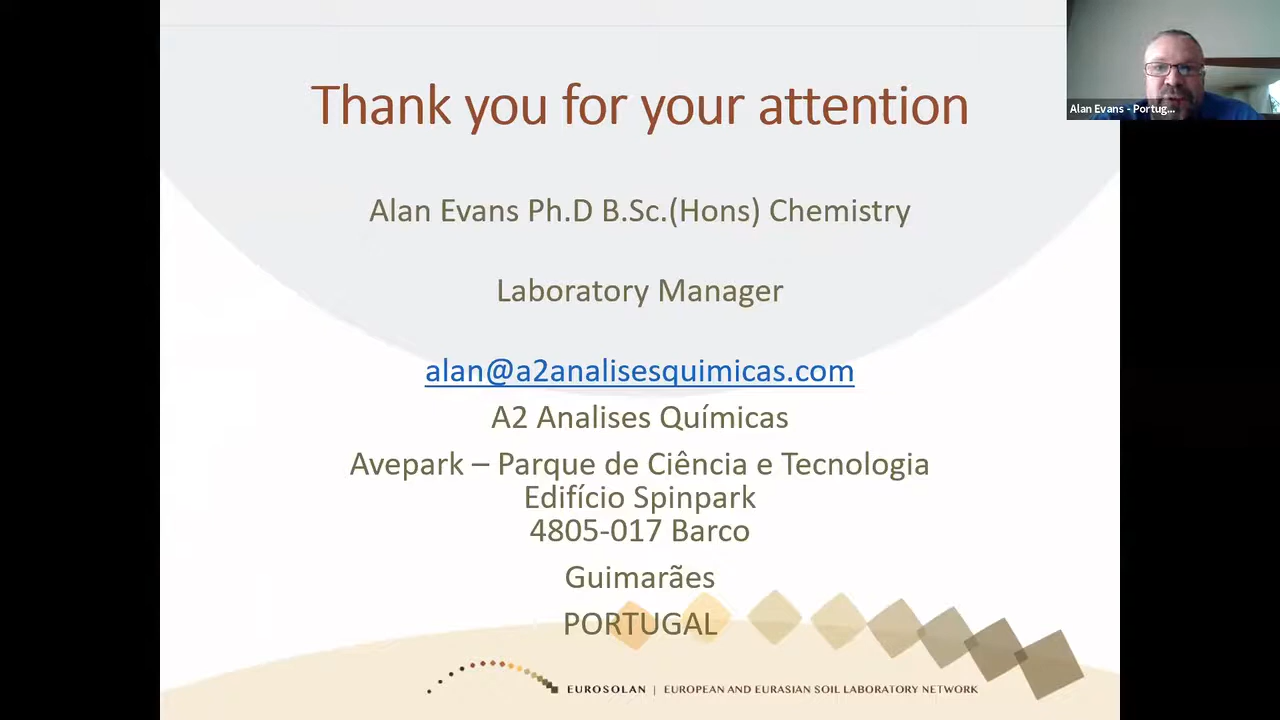 Thank you for your attention
Alan Evans - Portug...
Alan Evans Ph.D B.Sc.(Hons) Chemistry
Laboratory Manager
alan@a2analisesquimicas.com
A2 Analises Químicas
Avepark – Parque de Ciência e Tecnologia
Edifício Spinpark
4805-017 Barco
Guimarães
PORTUGAL
EUROSOLAN | EUROPEAN AND EURASIAN SOIL LABORATORY NETWORK